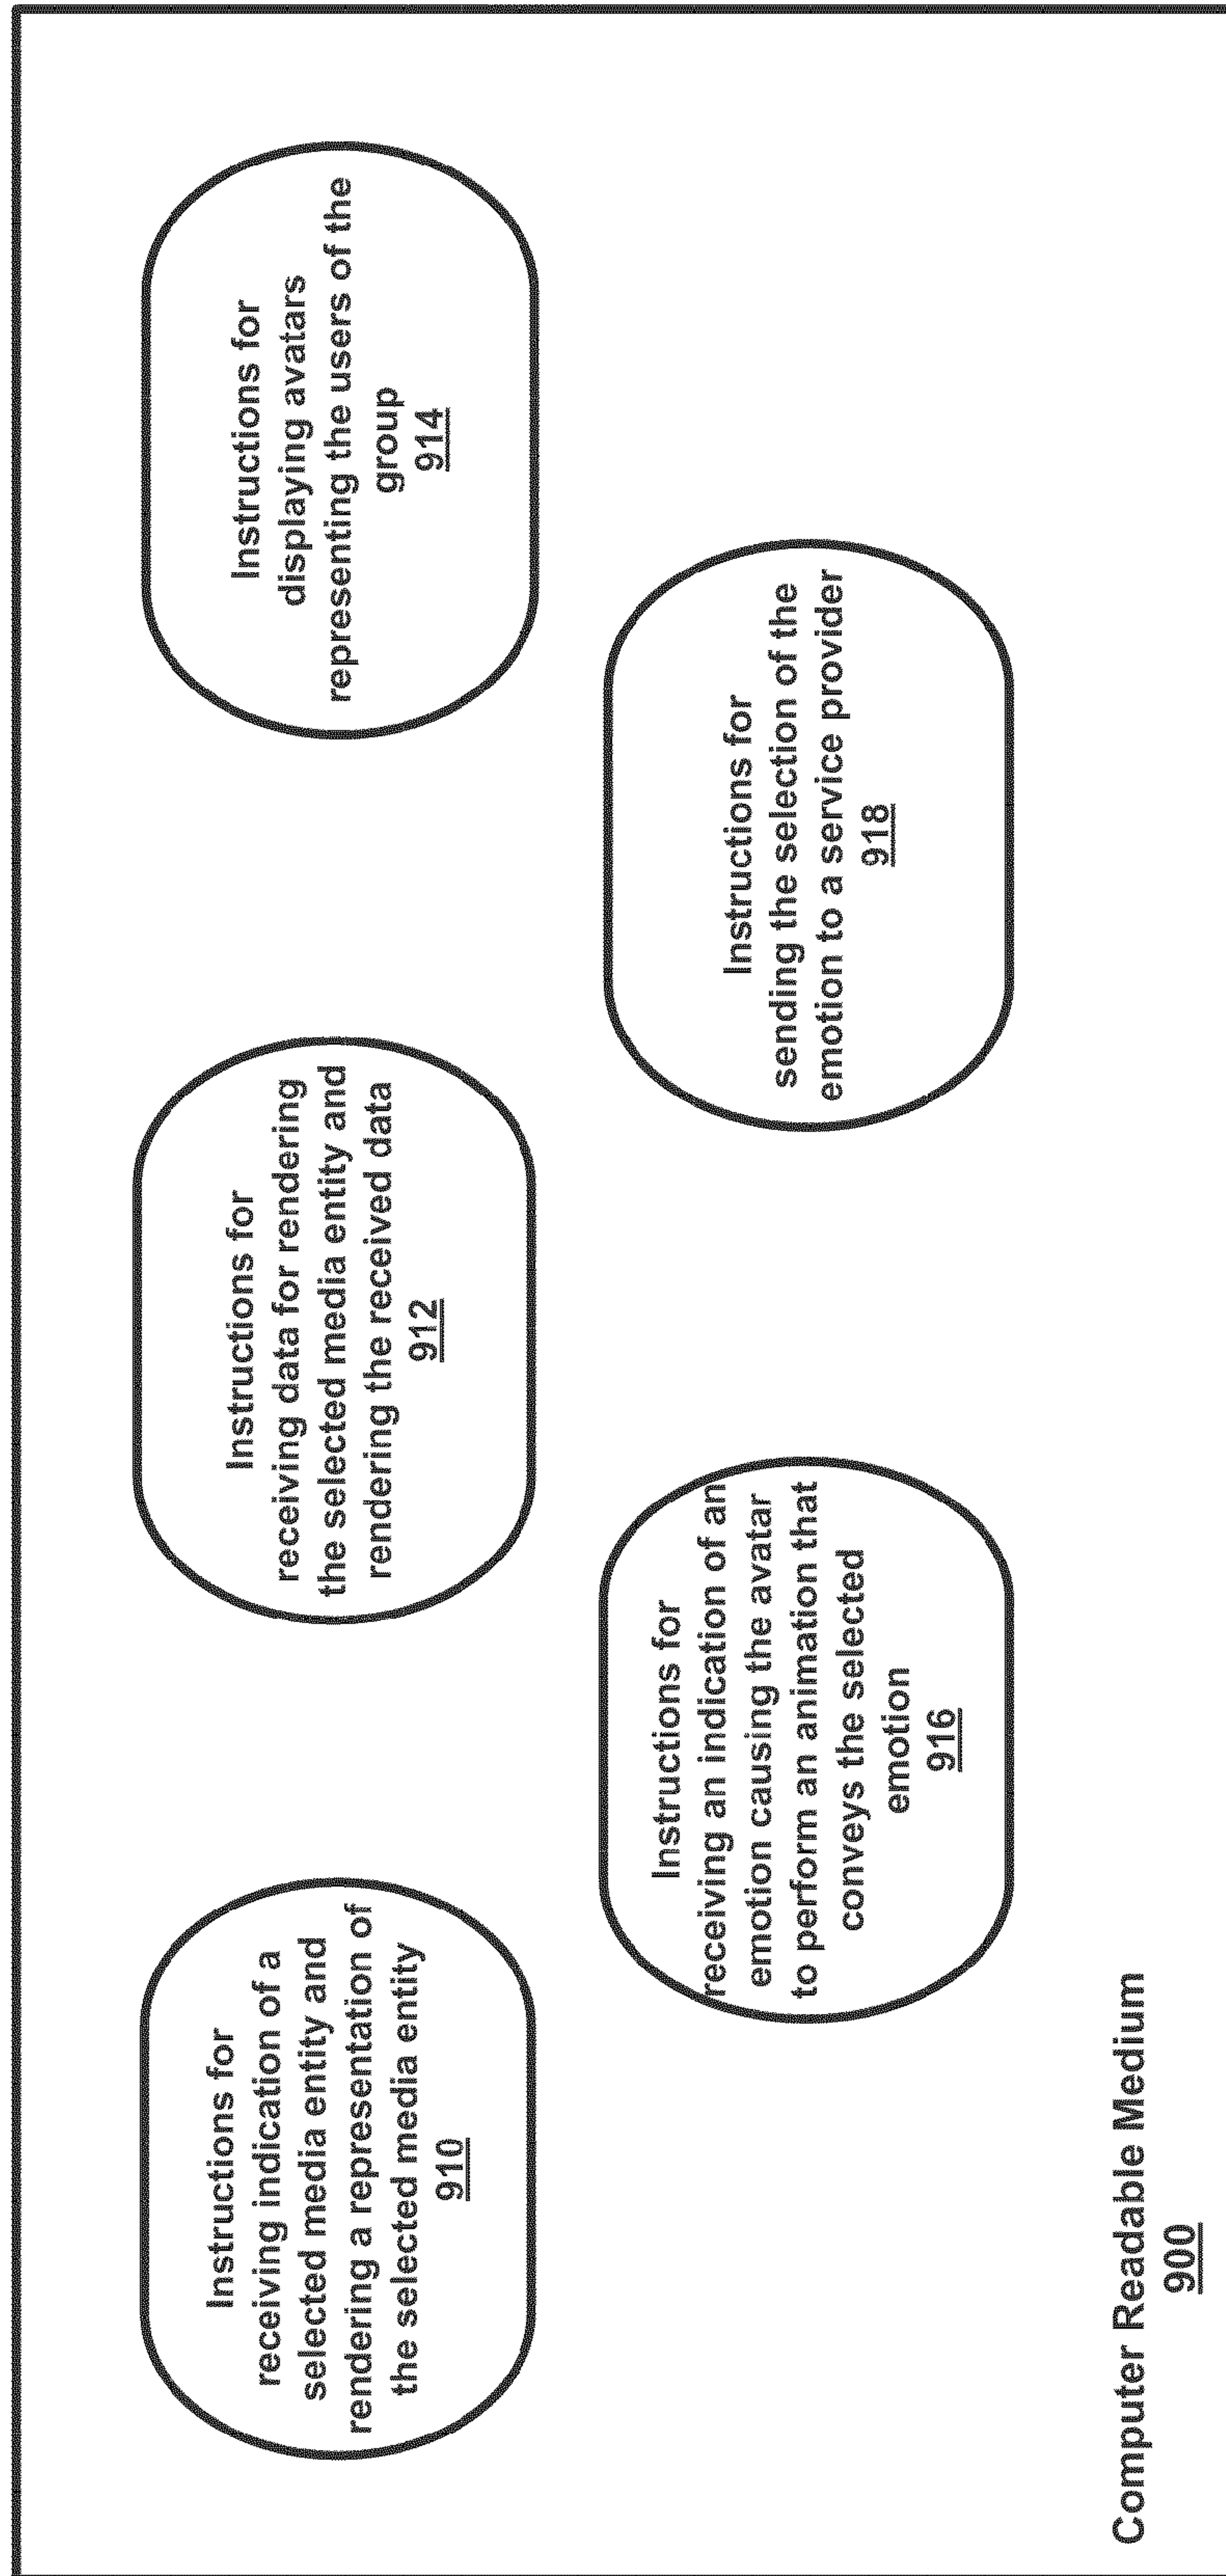 Instructions for
receiving indication of a
selected media entity and
rendering a representation of
the selected media entity
910
Instructions for
receiving data for rendering
the selected media entity and
rendering the received data
912
Instructions for
displaying avatars
representing the users of the
group
914
Instructions for
receiving an indication of an
emotion causing the avatar
to perform an animation that
conveys the selected
emotion
916
Instructions for
sending the selection of the
emotion to a service provider
918
Computer Readable Medium
900